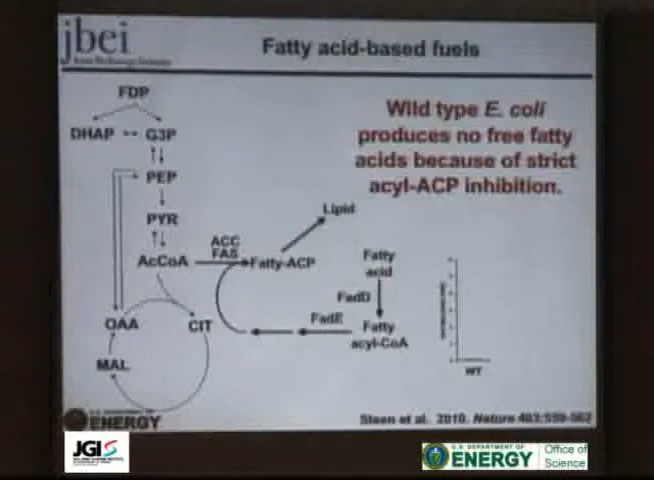 jbei
Fatty acid-based fuels
FDP
DHAP ↔ G3P
PEP
PYR
AcCoA
ACC
FAS
Fatty-ACP
Lipid
OAA
CIT
MAL
Wild type E. coli
produces no free fatty
acids because of strict
acyl-ACP inhibition.
Fatty
acid
FadD
FadE
Fatty
acyl-CoA
WT
ENERGY
Steen et al. 2010. Nature 463:559-562
JGI
U.S. DEPARTMENT OF
ENERGY
Office of
Science